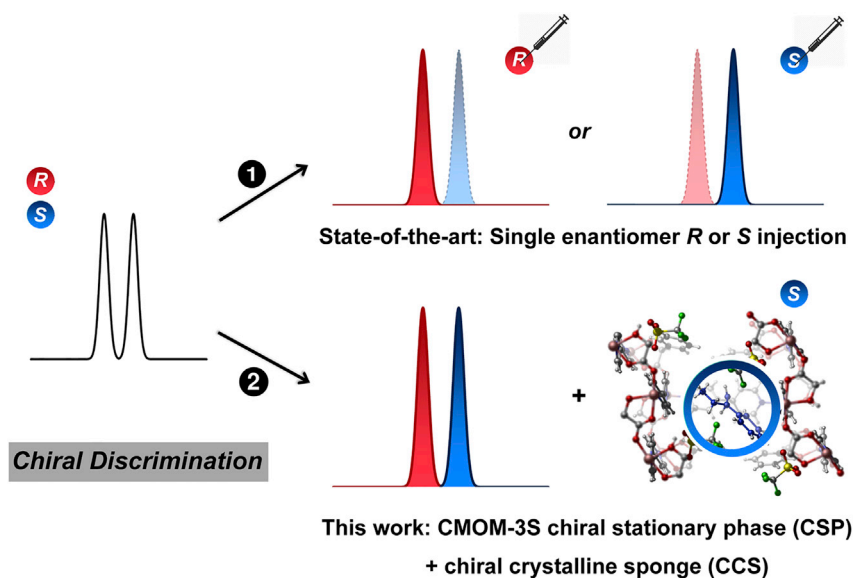 R
S
R
S
1
or
State-of-the-art: Single enantiomer R or S injection
R
S
2
+
S
Chiral Discrimination
This work: CMOM-3S chiral stationary phase (CSP)
+ chiral crystalline sponge (CCS)